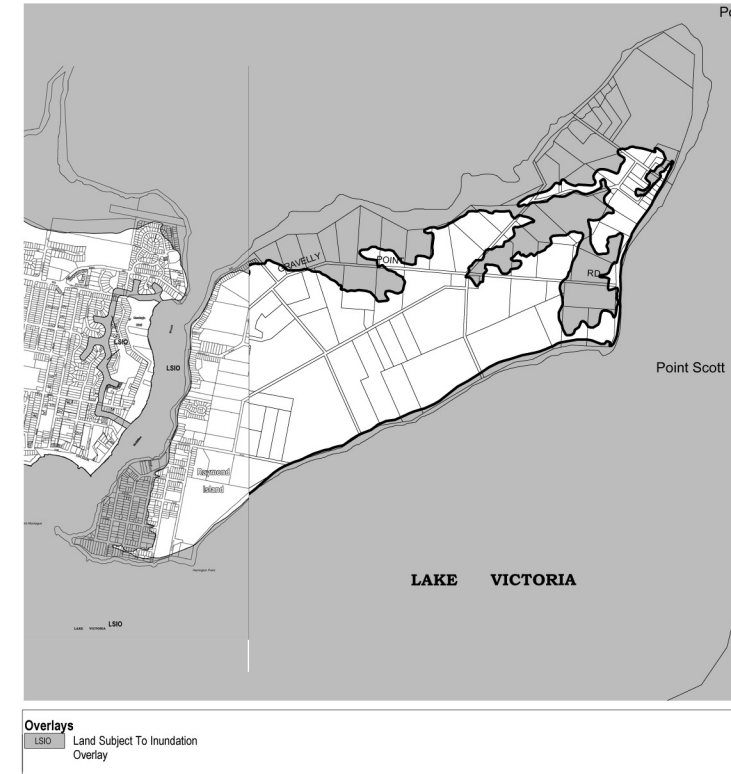 Po
GRAVELLY
POINT
RD
LSIO
LSIO
Point Scott
Raymond
Island
LAKE VICTORIA
LAKE VICTORIA LSIO
Overlays
LSIO Land Subject To Inundation
Overlay